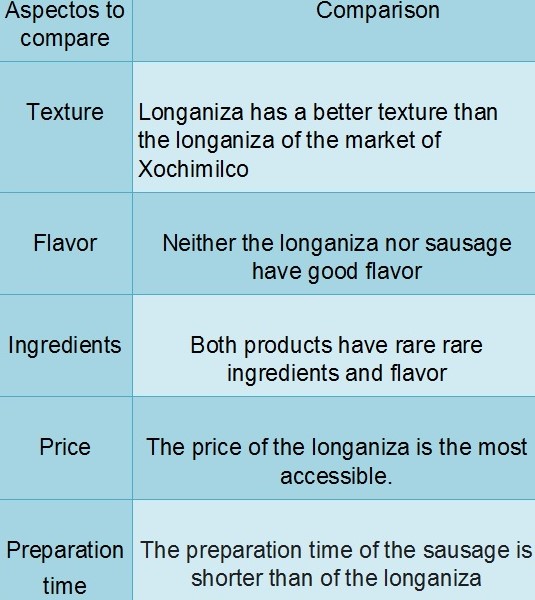 Aspectos to
compare
Comparison
Texture
Longaniza has a better texture than
the longaniza of the market of
Xochimilco
Flavor
Neither the longaniza nor sausage
have good flavor
Ingredients
Both products have rare rare
ingredients and flavor
Price
The price of the longaniza is the most
accessible.
Preparation
time
The preparation time of the sausage is
shorter than of the longaniza